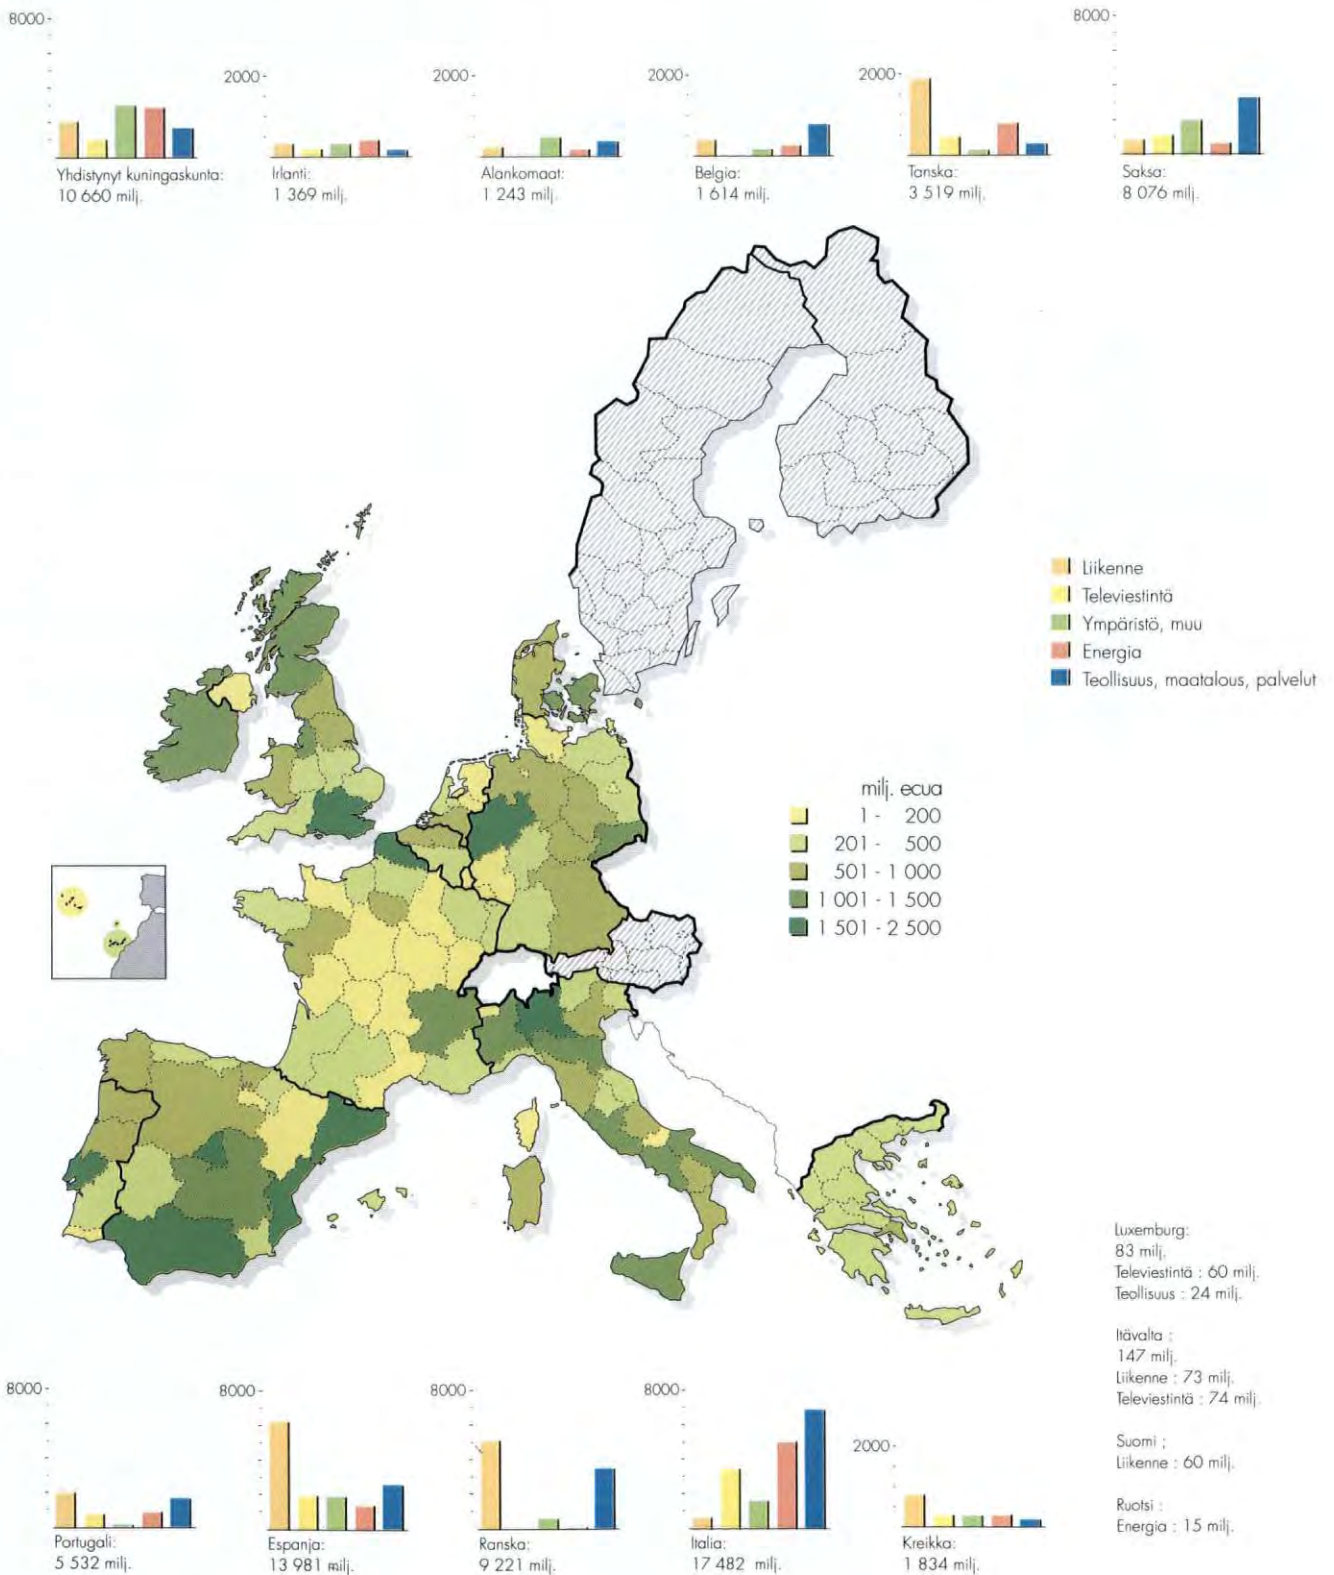 8000
Yhdistynyt kuningaskunta:
10 660 milj.
2000
Irlanti:
1 369 milj.
2000
Alankomaat:
1 243 milj.
2000
Belgia:
1 614 milj.
2000
Tanska:
3 519 milj.
8000
Saksa:
8 076 milj.
Liikenne
Televiestintä
Ympäristö, muu
Energia
Teollisuus, maatalous, palvelut
milj. ecua
1 - 200
201 - 500
501 - 1 000
1 001 - 1 500
1 501 - 2 500
Luxemburg:
83 milj.
Televiestintä : 60 milj.
Teollisuus : 24 milj.
Itävalta :
147 milj.
Liikenne : 73 milj.
Televiestintä : 74 milj.
Suomi :
Liikenne : 60 milj.
Ruotsi :
Energia : 15 milj.
8000
Portugali:
5 532 milj.
8000
Espanja:
13 981 milj.
8000
Ranska:
9 221 milj.
8000
Italia:
17 482 milj.
2000
Kreikka:
1 834 milj.